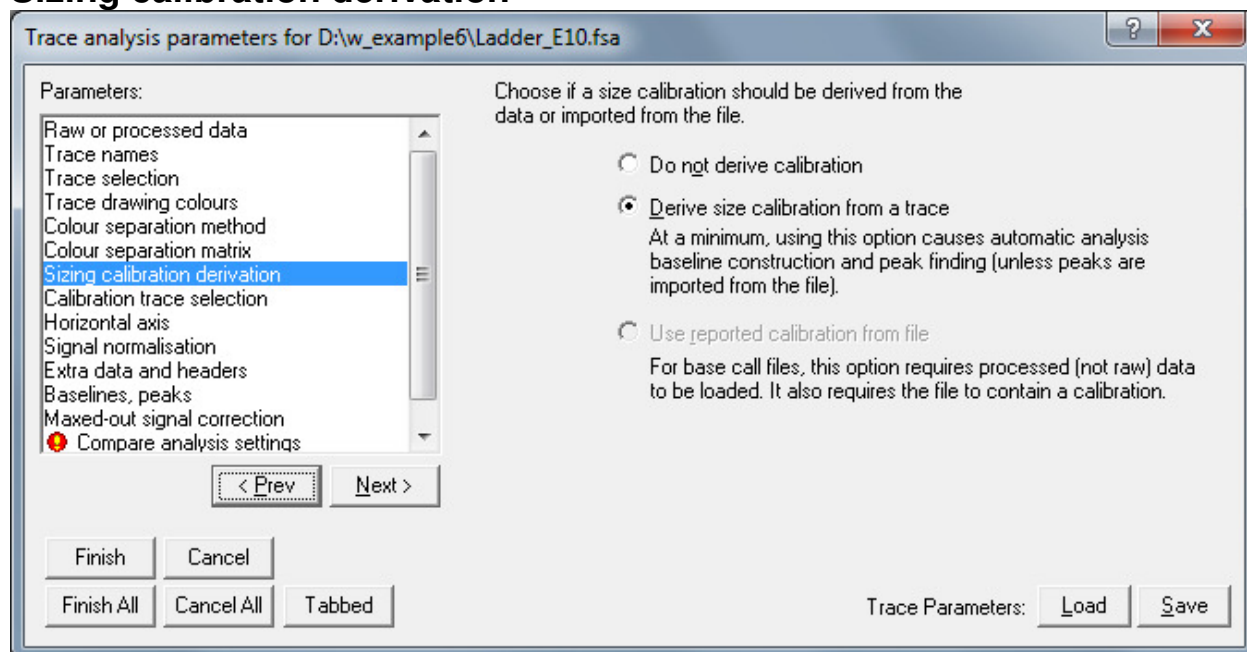 Sizing calibration derivation
Trace analysis parameters for D:\w_example6\Ladder_E10.fsa
Parameters:
Raw or processed data
Trace names
Trace selection
Trace drawing colours
Colour separation method
Colour separation matrix
Sizing calibration derivation
Calibration trace selection
Horizontal axis
Signal normalisation
Extra data and headers
Baselines, peaks
Maxed-out signal correction
Compare analysis settings
< Prev
Next >
Finish
Cancel
Finish All
Cancel All
Tabbed
Choose if a size calibration should be derived from the
data or imported from the file.
Do not derive calibration
Derive size calibration from a trace
At a minimum, using this option causes automatic analysis
baseline construction and peak finding (unless peaks are
imported from the file).
Use reported calibration from file
For base call files, this option requires processed (not raw) data
to be loaded. It also requires the file to contain a calibration.
Trace Parameters:
Load
Save